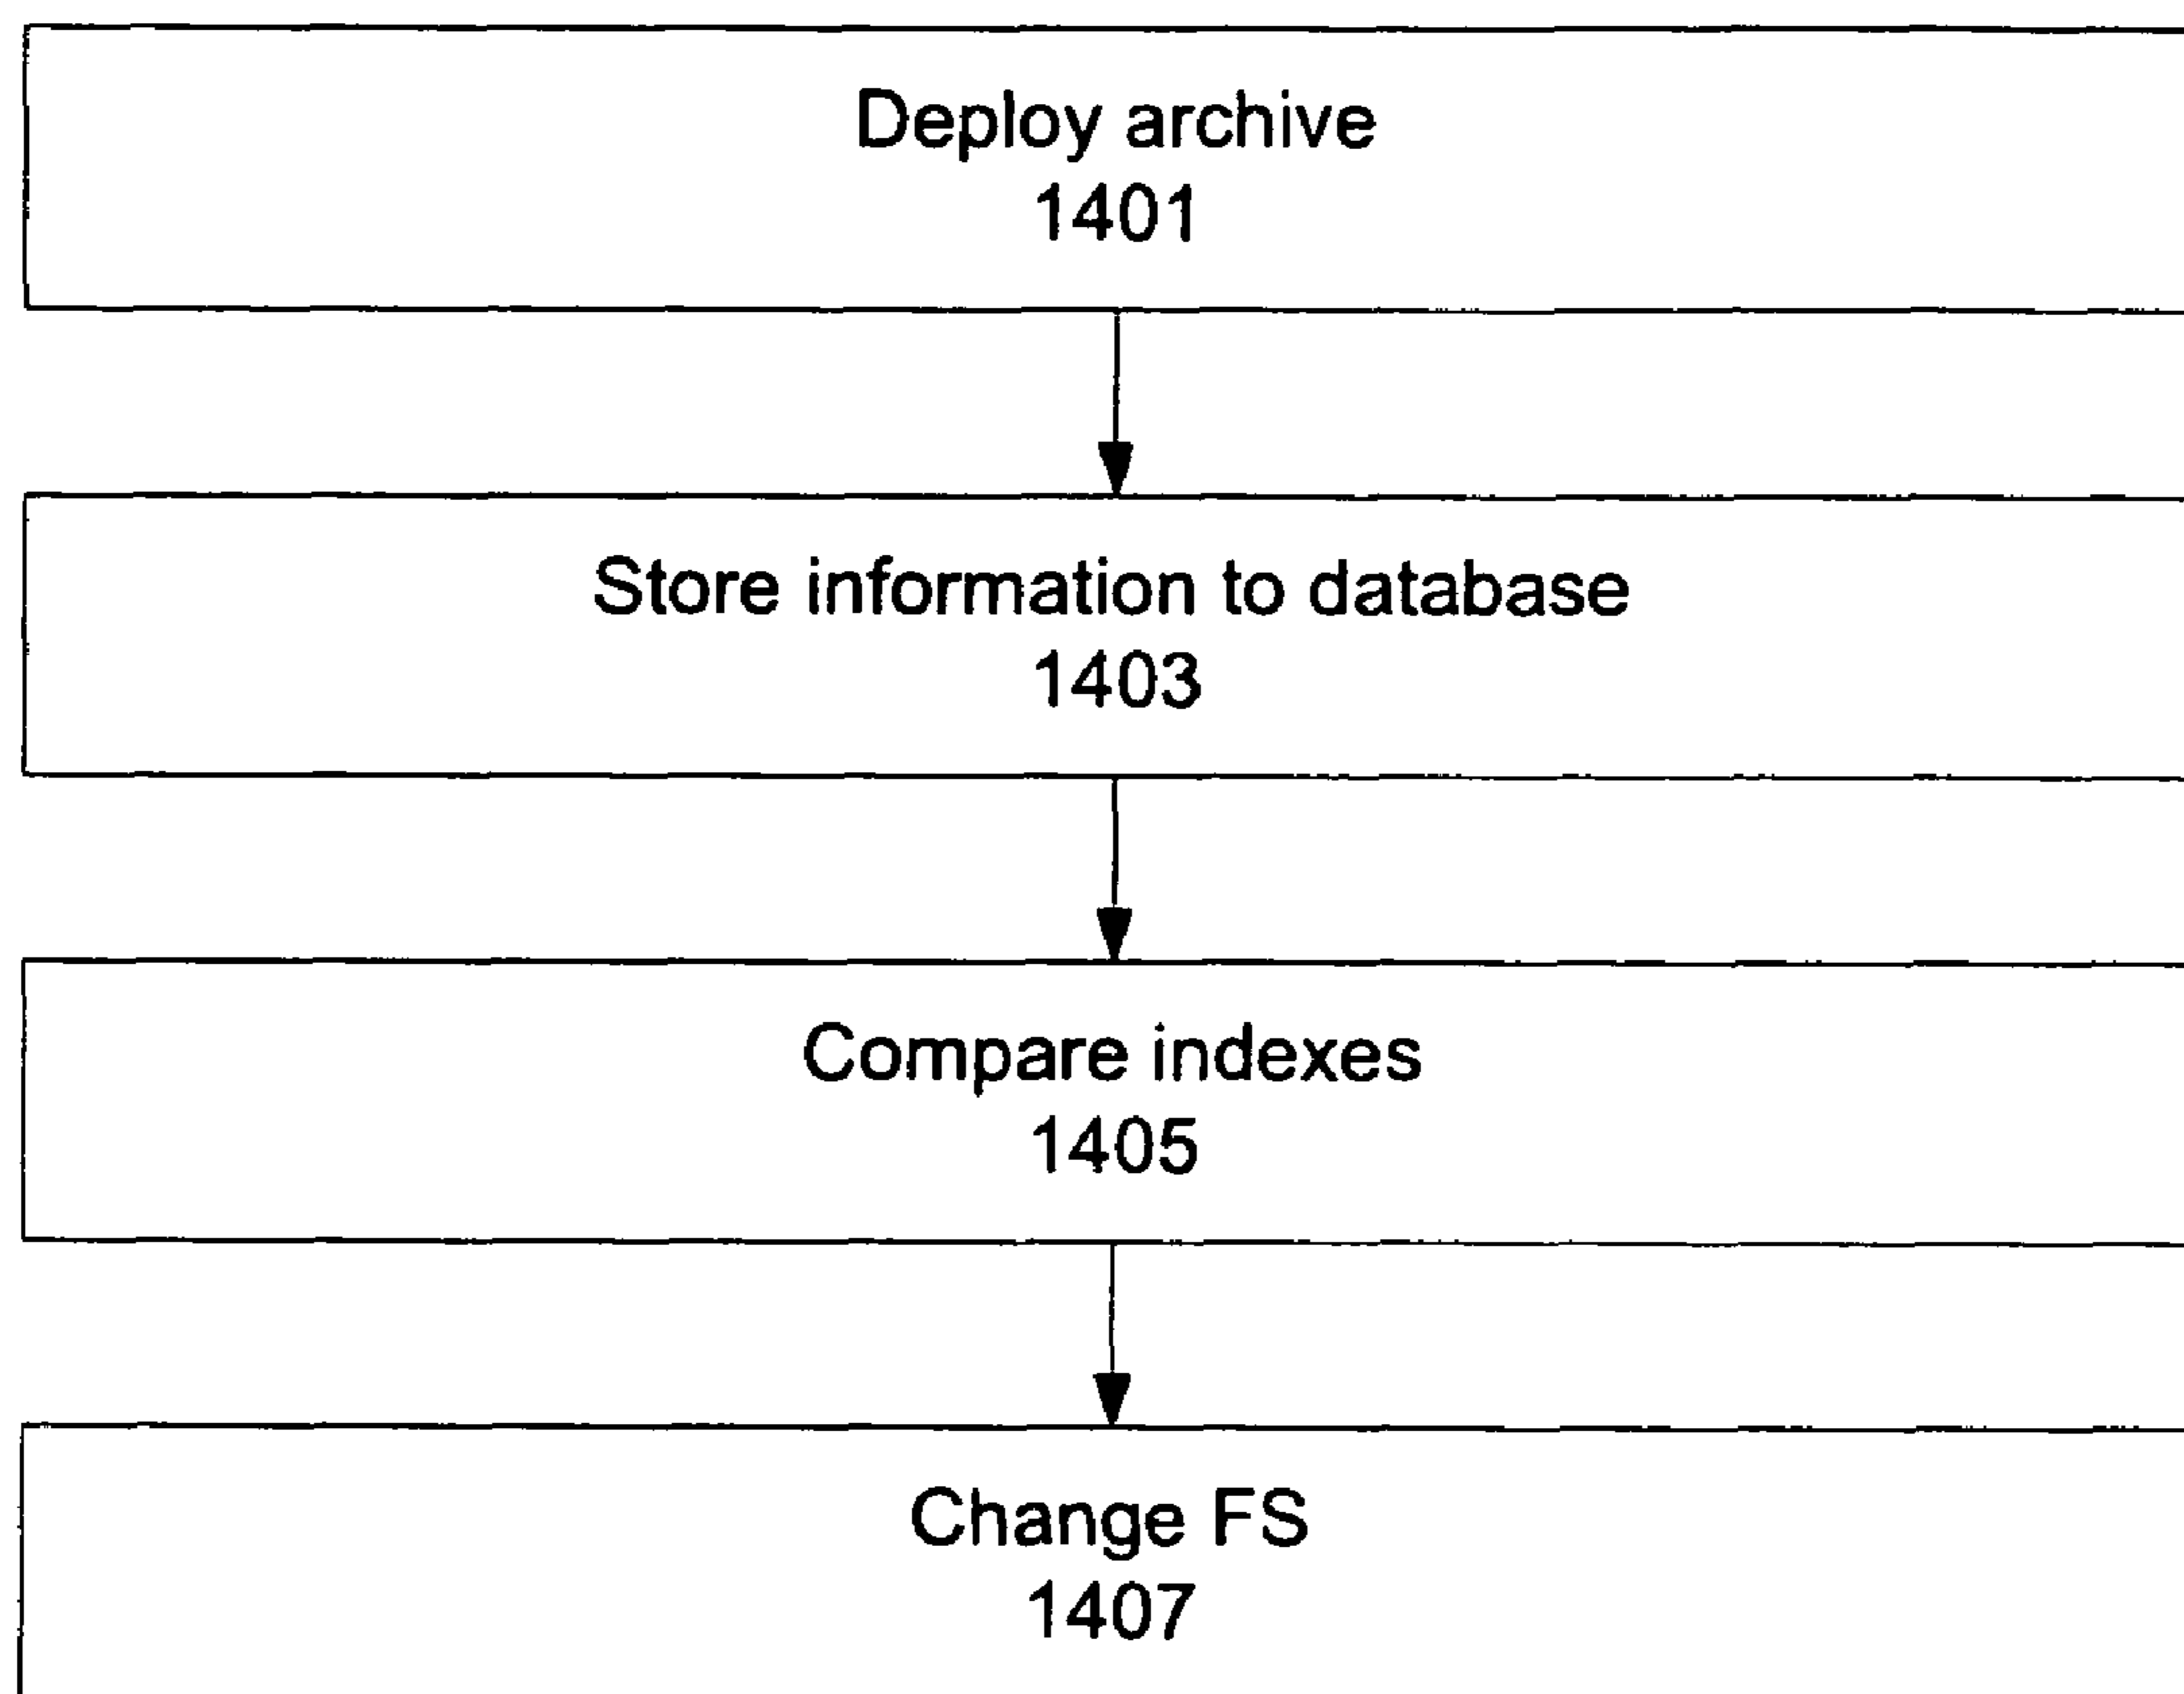 Deploy archive
1401
Store information to database
1403
Compare indexes
1405
Change FS
1407